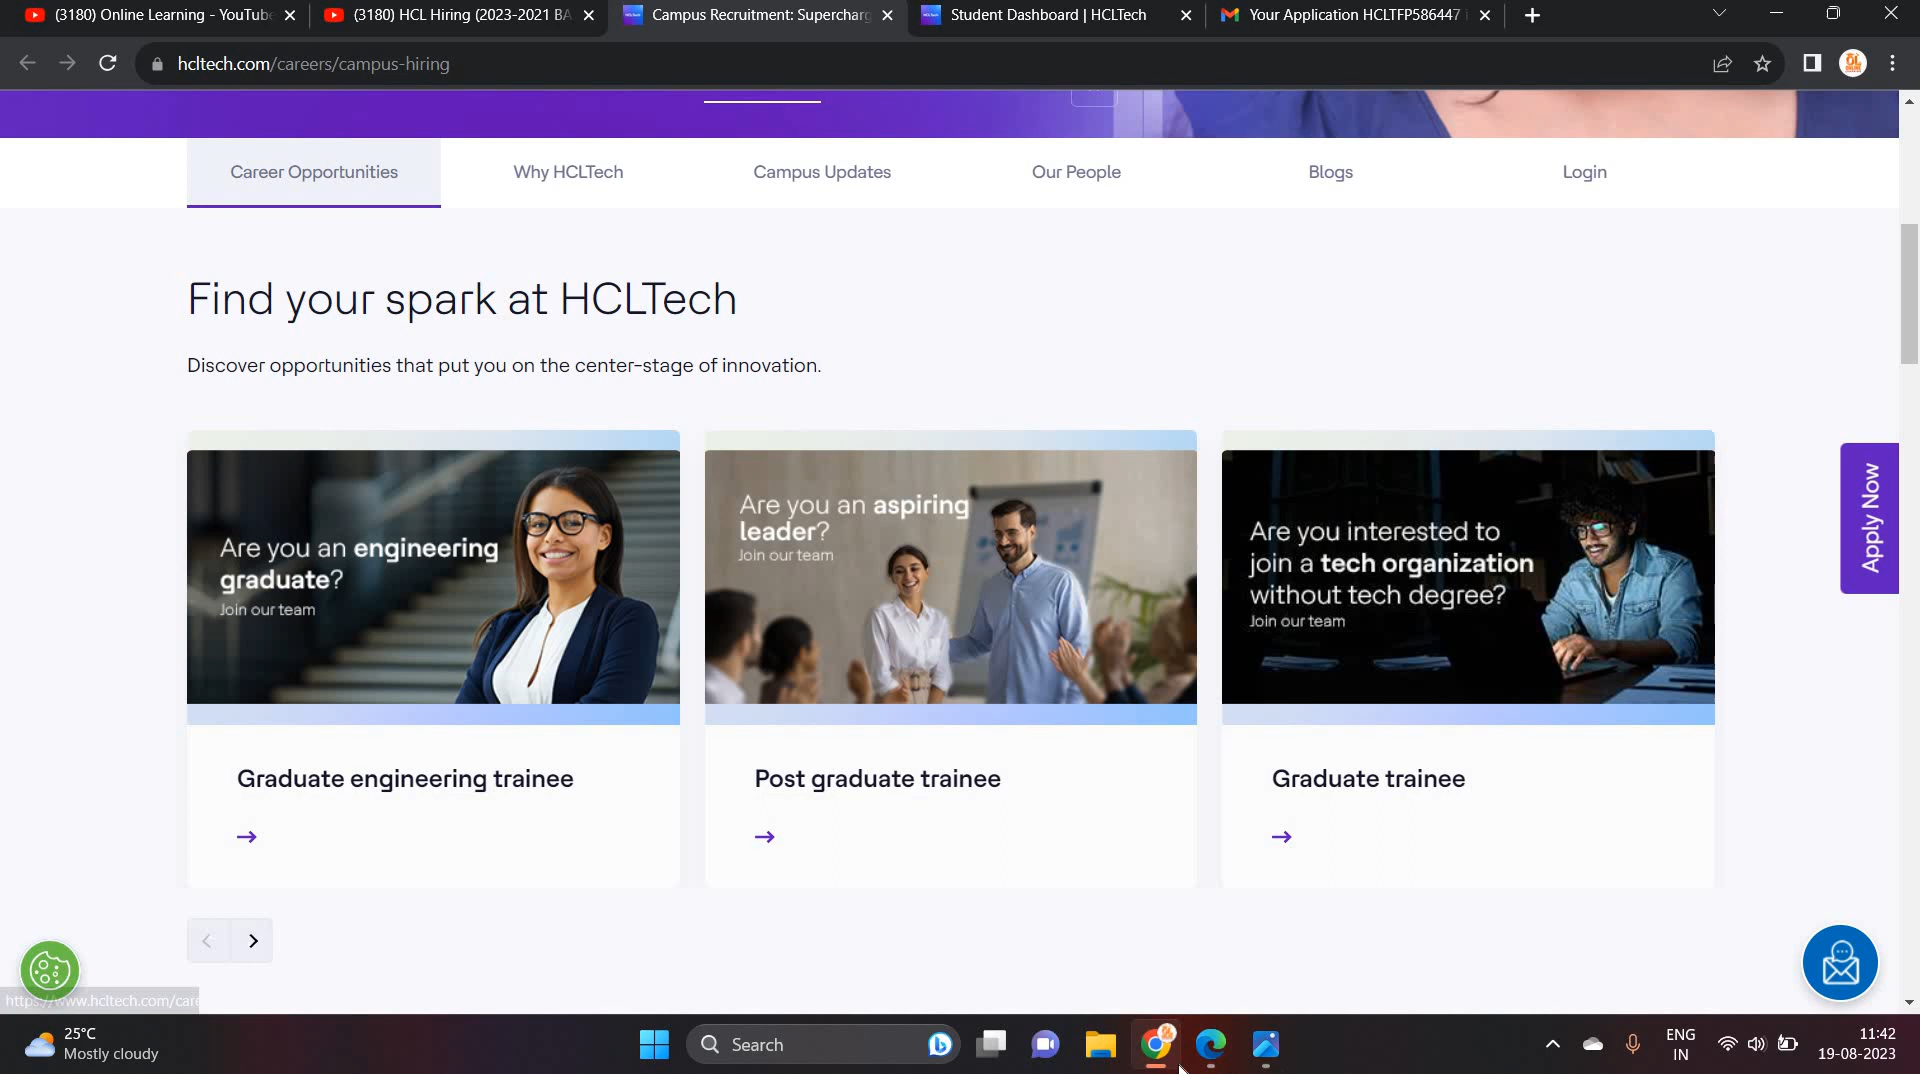 (3180) Online Learning - YouTube
(3180) HCL Hiring (2023-2021 BA
Campus Recruitment: Supercharg
Student Dashboard | HCLTech
Your Application HCLTFP586447 i
hcltech.com/careers/campus-hiring
Career Opportunities
Why HCLTech
Campus Updates
Our People
Blogs
Login
Find your spark at HCLTech
Discover opportunities that put you on the center-stage of innovation.
Are you an engineering
graduate?
Join our team
Are you an aspiring
leader?
Join our team
Are you interested to
join a tech organization
without tech degree?
Join our team
Apply Now
Graduate engineering trainee
Post graduate trainee
Graduate trainee
https://www.hcltech.com/care
25°C
Mostly cloudy
Search
ENG
IN
11:42
19-08-2023